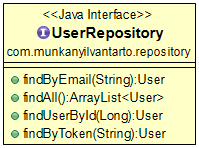 <<Java Interface>>
UserRepository
com.munkanyilvantarto.repository
findByEmail(String):User
findAll():ArrayList<User>
findUserById(Long):User
findByToken(String):User